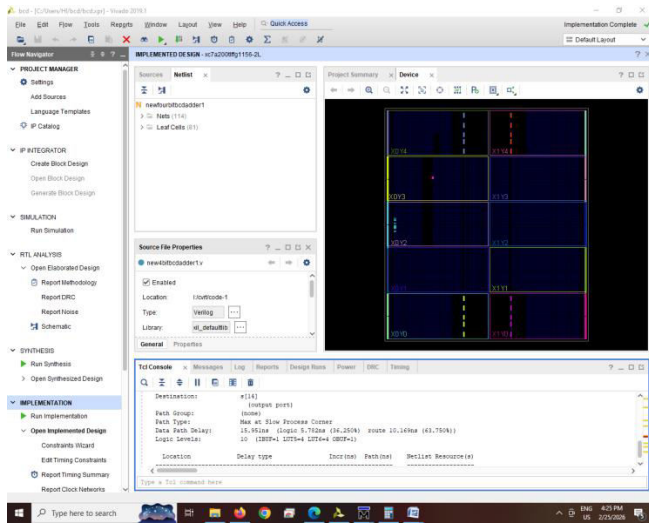 bcd - [C:/Users/HI/bcd/bcd.xpr] - Vivado 2019.1
File Edit Flow Tools Reports Window Layout View Help Quick Access
Implementation Complete
Default Layout
Flow Navigator
IMPLEMENTED DESIGN - xc7a200tffg1156-2L
PROJECT MANAGER
Settings
Add Sources
Language Templates
IP Catalog
IP INTEGRATOR
Create Block Design
Open Block Design
Generate Block Design
SIMULATION
Run Simulation
RTL ANALYSIS
Open Elaborated Design
Report Methodology
Report DRC
Report Noise
Schematic
SYNTHESIS
Run Synthesis
Open Synthesized Design
IMPLEMENTATION
Run Implementation
Open Implemented Design
Constraints Wizard
Edit Timing Constraints
Report Timing Summary
Report Clock Networks
Sources Netlist
newfourbitbcdadder1
Nets (114)
Leaf Cells (81)
Source File Properties
new4bitbcdadder1.v
Enabled
Location:
Type: Verilog
Library: xil_defaultlib
General Properties
Project Summary Device
X0Y4 X1Y4
X0Y3 X1Y3
X0Y2 X1Y2
X0Y1 X1Y1
X0Y0 X1Y0
Tcl Console Messages Log Reports Design Runs Power DRC Timing
Destination: s[14]
(output port)
Path Group: (none)
Path Type: Max at Slow Process Corner
Data Path Delay: 15.951ns (logic 5.782ns (36.250%) route 10.169ns (63.750%))
Logic Levels: 10 (IBUF=1 LUT5=4 LUT6=4 OBUF=1)
Location Delay type Incr(ns) Path(ns) Netlist Resource(s)
Type a Tcl command here
Type here to search
ENG 4:25 PM
US 2/25/2026